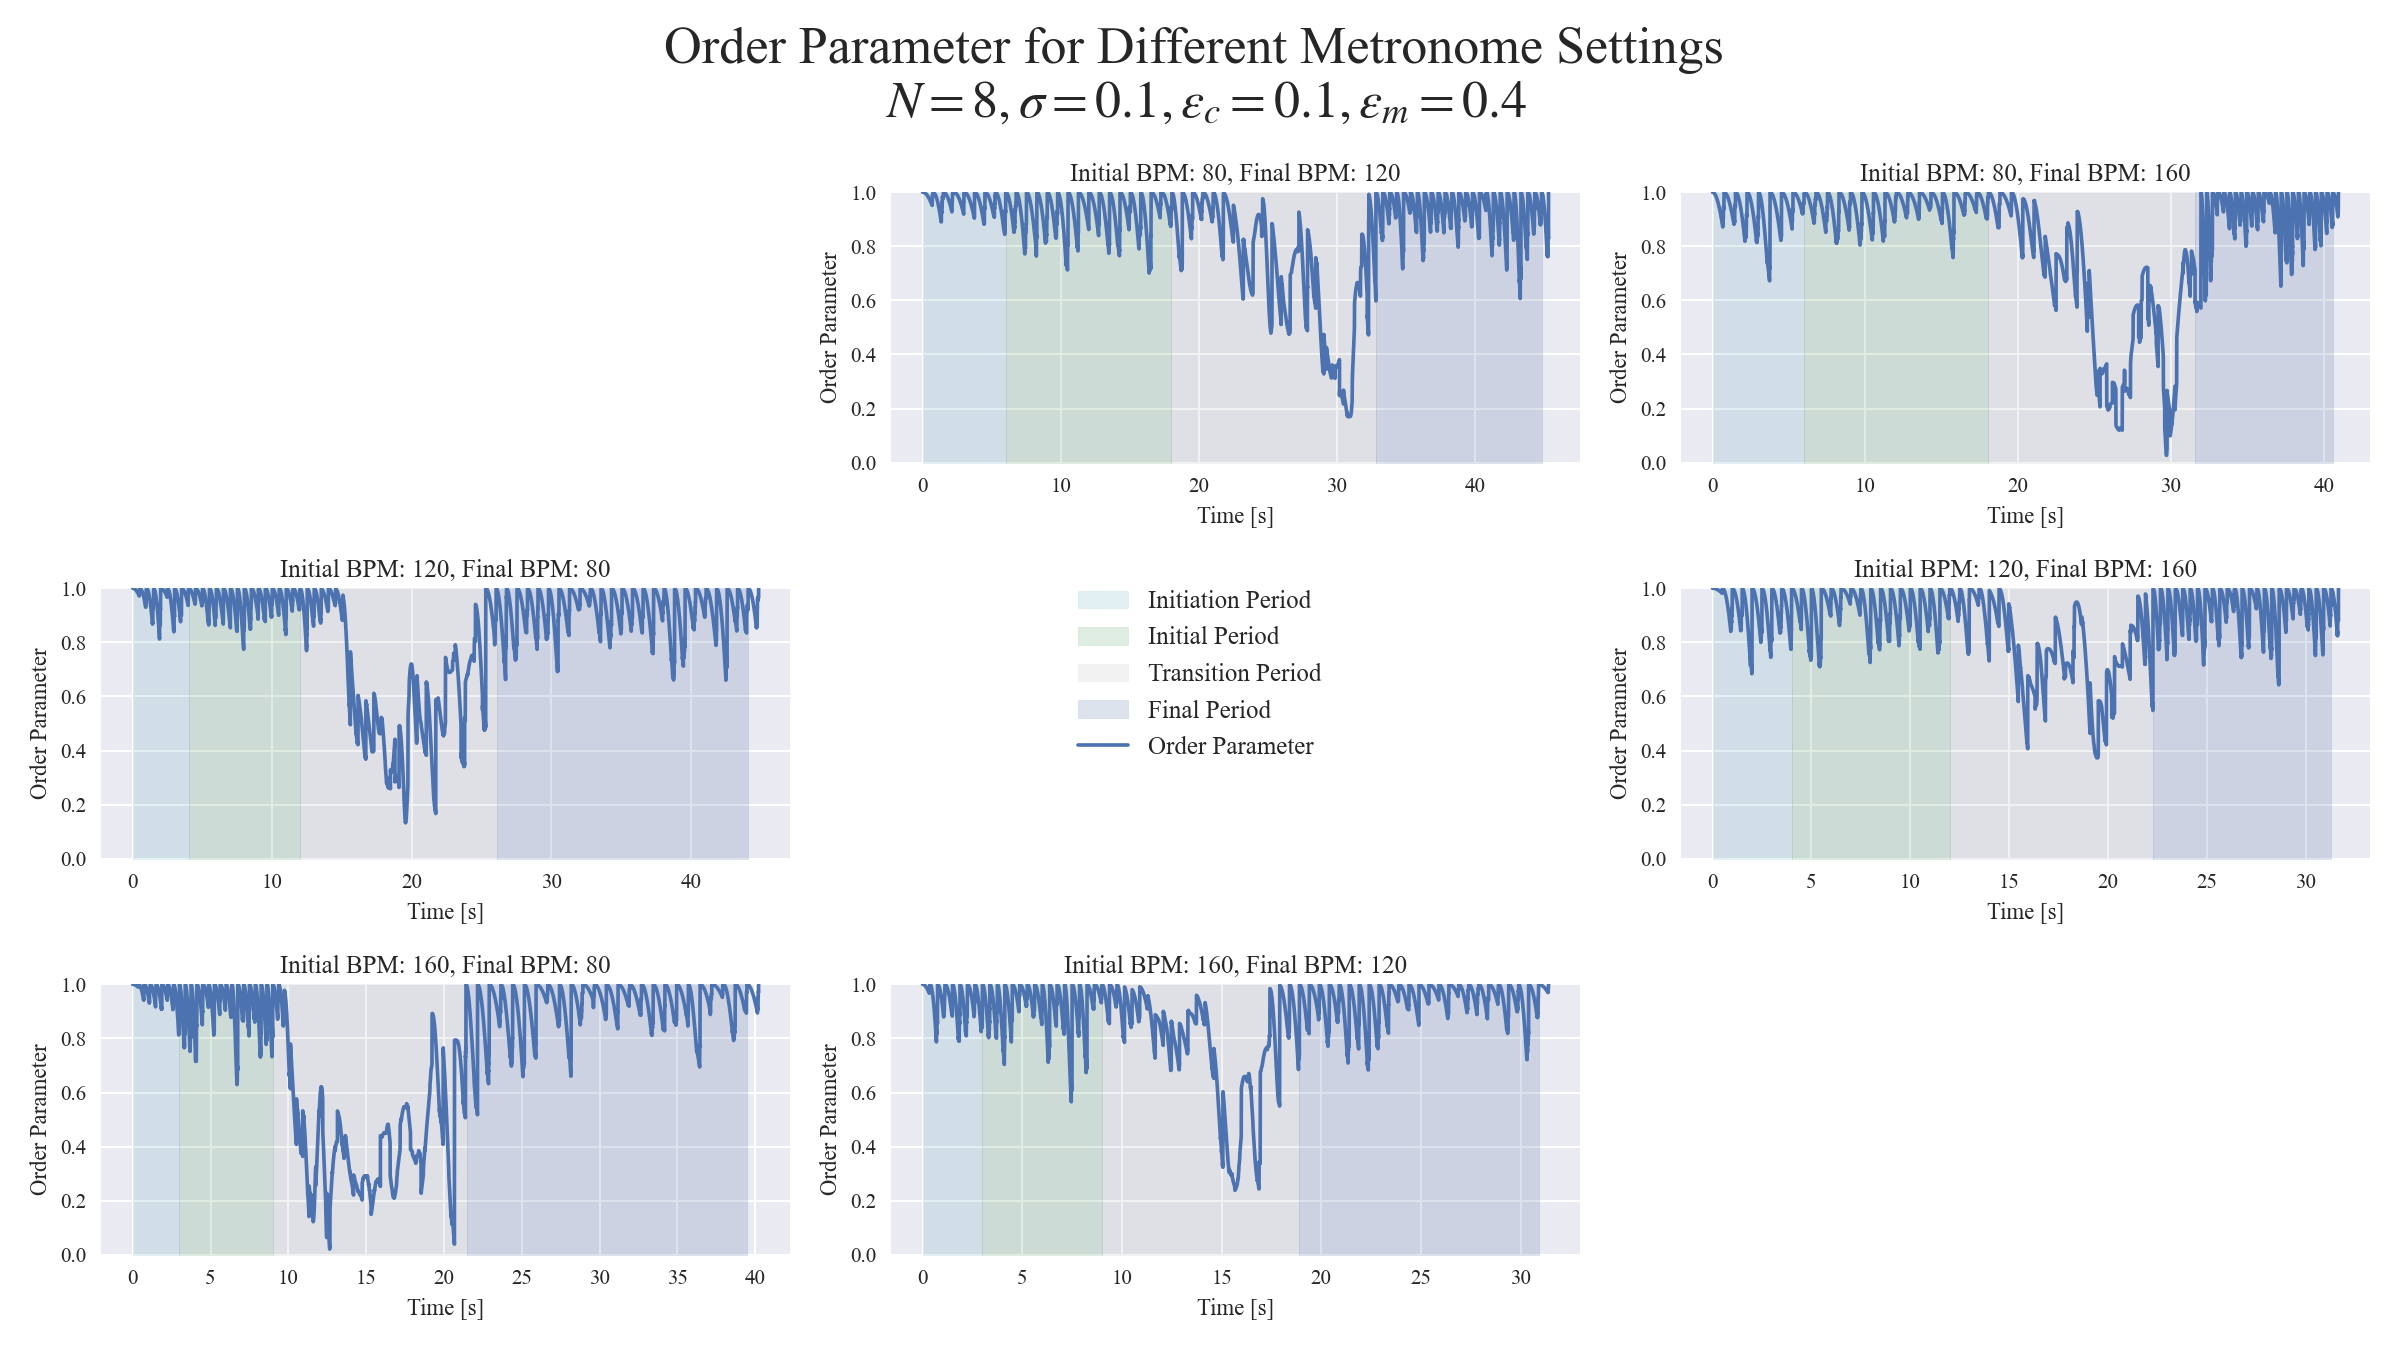 Order Parameter for Different Metronome Settings
N = 8, σ = 0.1, ε_c = 0.1, ε_m = 0.4
Initial BPM: 80, Final BPM: 120
1.0
0.8
0.6
0.4
0.2
0.0
Order Parameter
0 10 20 30 40
Time [s]
Initial BPM: 80, Final BPM: 160
1.0
0.8
0.6
0.4
0.2
0.0
Order Parameter
0 10 20 30 40
Time [s]
Initial BPM: 120, Final BPM: 80
1.0
0.8
0.6
0.4
0.2
0.0
Order Parameter
0 10 20 30 40
Time [s]
Initiation Period
Initial Period
Transition Period
Final Period
Order Parameter
Initial BPM: 120, Final BPM: 160
1.0
0.8
0.6
0.4
0.2
0.0
Order Parameter
0 5 10 15 20 25 30
Time [s]
Initial BPM: 160, Final BPM: 80
1.0
0.8
0.6
0.4
0.2
0.0
Order Parameter
0 5 10 15 20 25 30 35 40
Time [s]
Initial BPM: 160, Final BPM: 120
1.0
0.8
0.6
0.4
0.2
0.0
Order Parameter
0 5 10 15 20 25 30
Time [s]